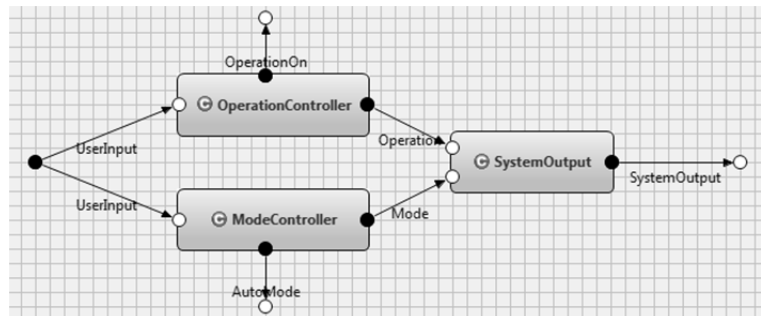 OperationOn
© OperationController
UserInput
Operation
© SystemOutput
SystemOutput
UserInput
© ModeController
Mode
AutoMode